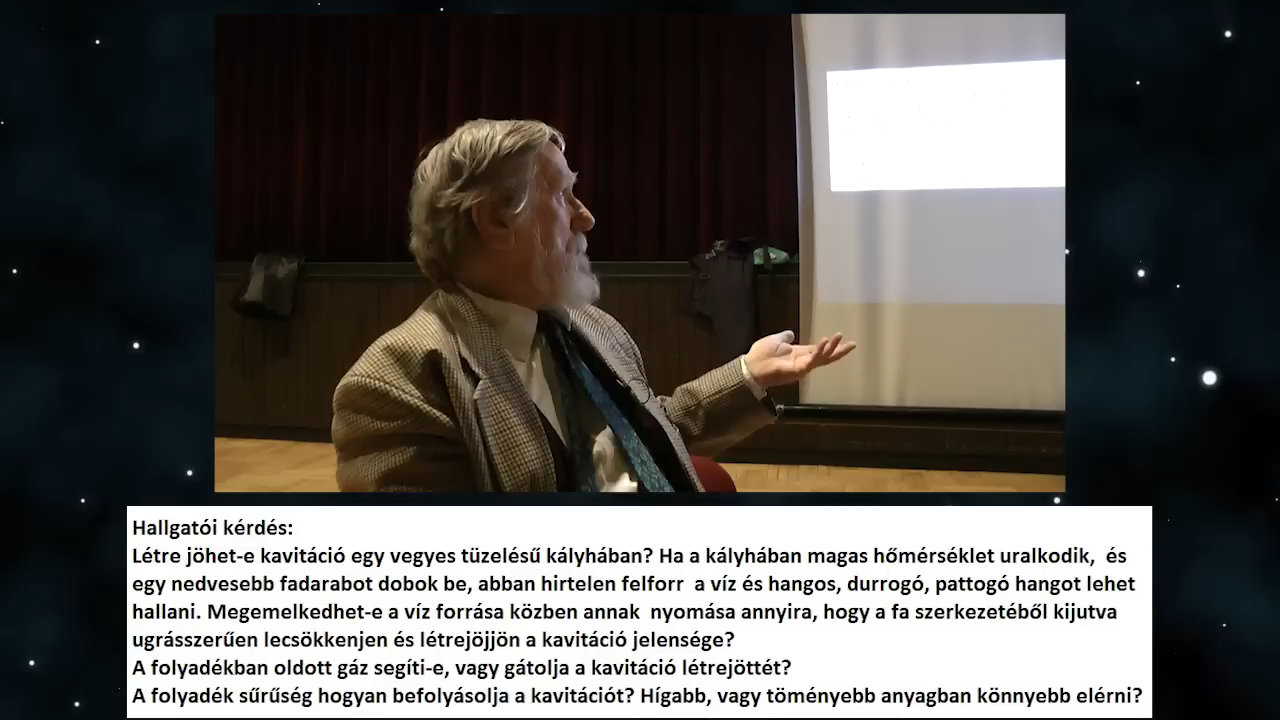 Hallgatói kérdés:
Létre jöhet-e kavitáció egy vegyes tüzelésű kályhában? Ha a kályhában magas hőmérséklet uralkodik, és
egy nedvesebb fadarabot dobok be, abban hirtelen felforr a víz és hangos, durrogó, pattogó hangot lehet
hallani. Megemelkedhet-e a víz forrása közben annak nyomása annyira, hogy a fa szerkezetéből kijutva
ugrásszerűen lecsökkenjen és létrejöjjön a kavitáció jelensége?
A folyadékban oldott gáz segíti-e, vagy gátolja a kavitáció létrejöttét?
A folyadék sűrűség hogyan befolyásolja a kavitációt? Hígabb, vagy töményebb anyagban könnyebb elérni?